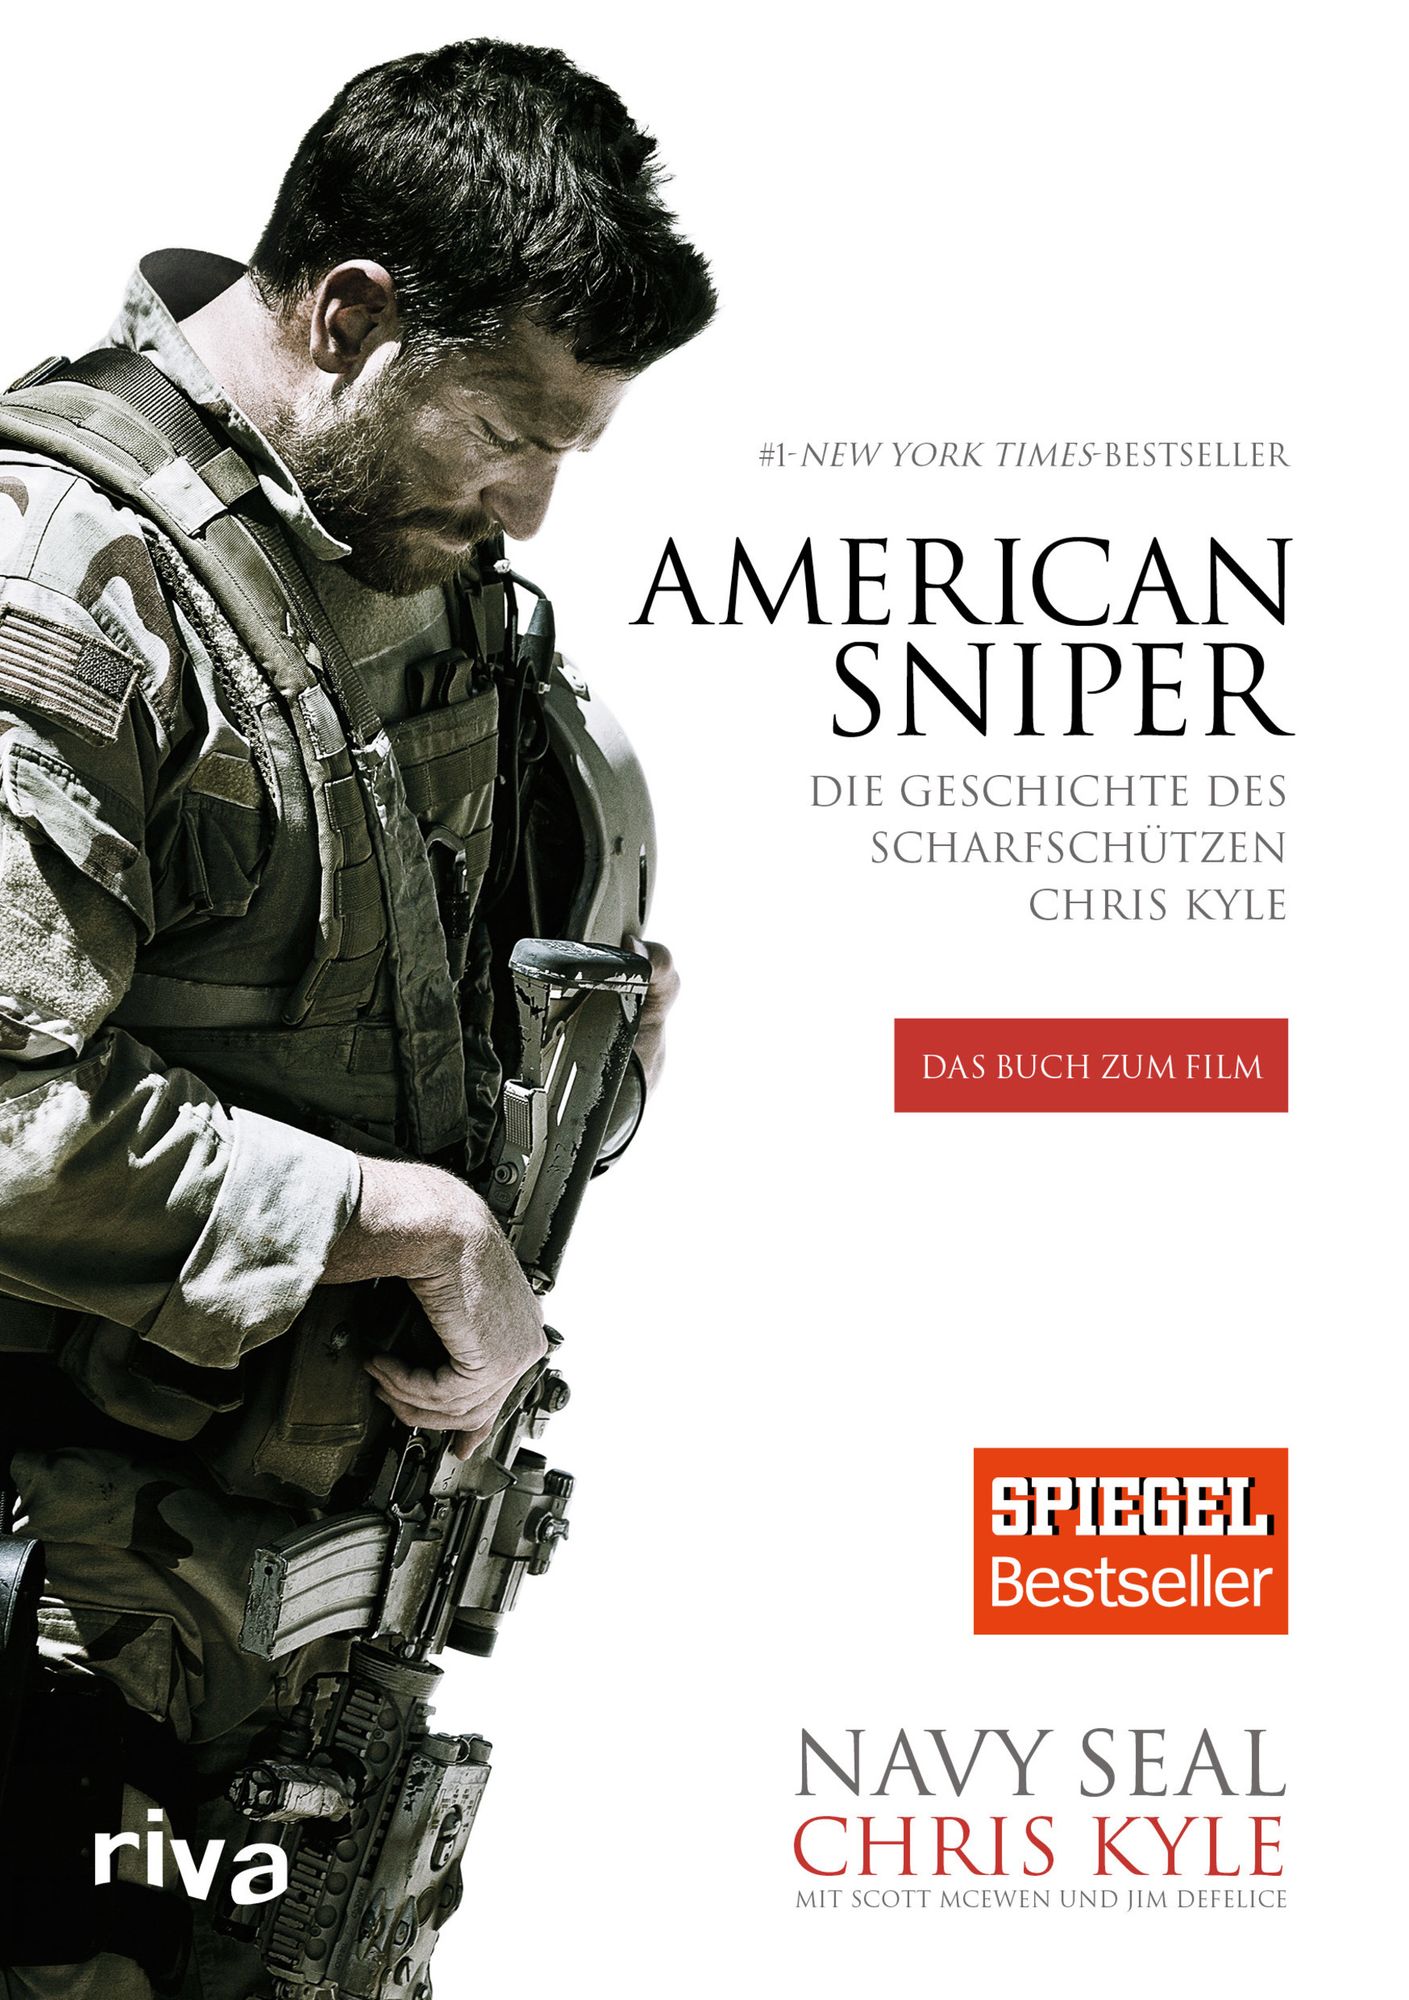 #1-NEW YORK TIMES-BESTSELLER
AMERICAN
SNIPER
DIE GESCHICHTE DES
SCHARFSCHÜTZEN
CHRIS KYLE
DAS BUCH ZUM FILM
SPIEGEL
Bestseller
NAVY SEAL
CHRIS KYLE
MIT SCOTT MCEWEN UND JIM DEFELICE
riva